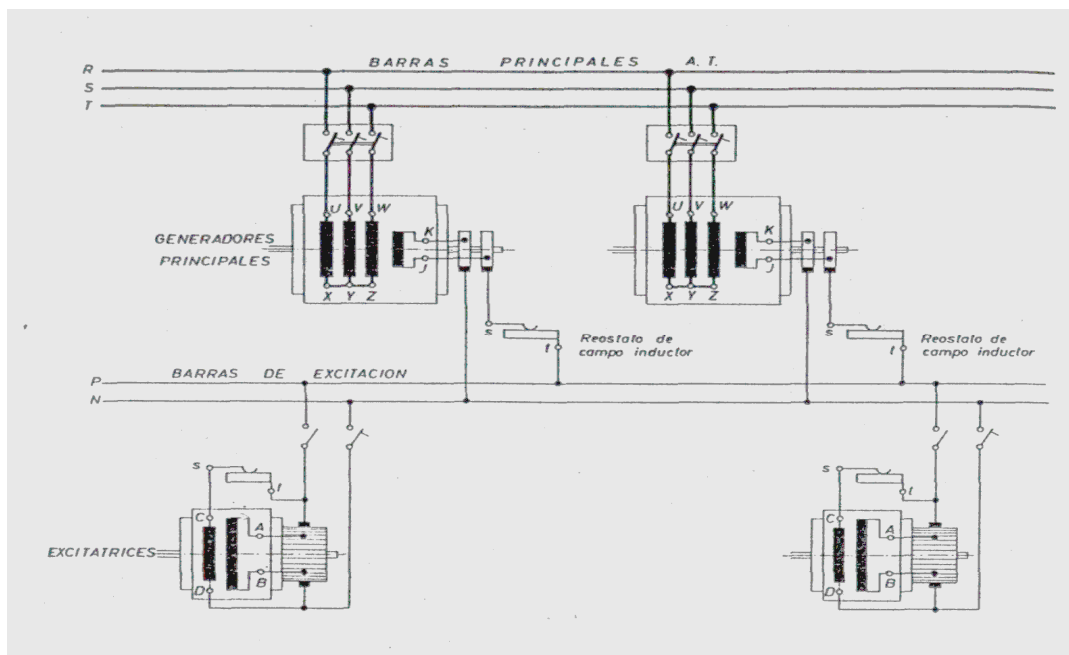 BARRAS PRINCIPALES A.T.
R
S
T
U V W
U V W
K
K
GENERADORES
PRINCIPALES
J
J
X Y Z
X Y Z
s
s
t
t
Reostato de
campo inductor
Reostato de
campo inductor
P
BARRAS DE EXCITACION
N
s
t
s
t
C
A
C
A
EXCITATRICES
B
B
D
D